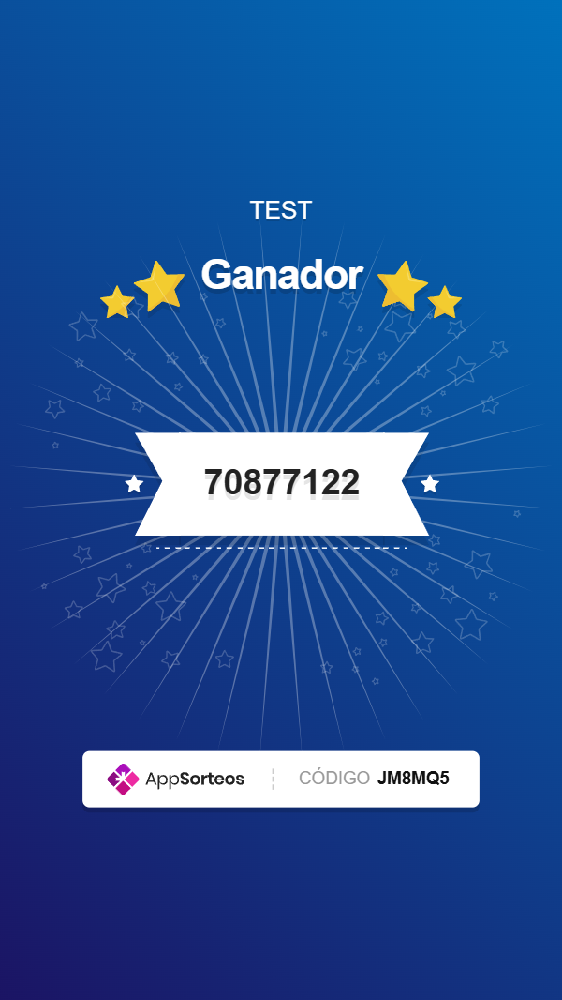 TEST
Ganador
70877122
AppSorteos
CÓDIGO JM8MQ5